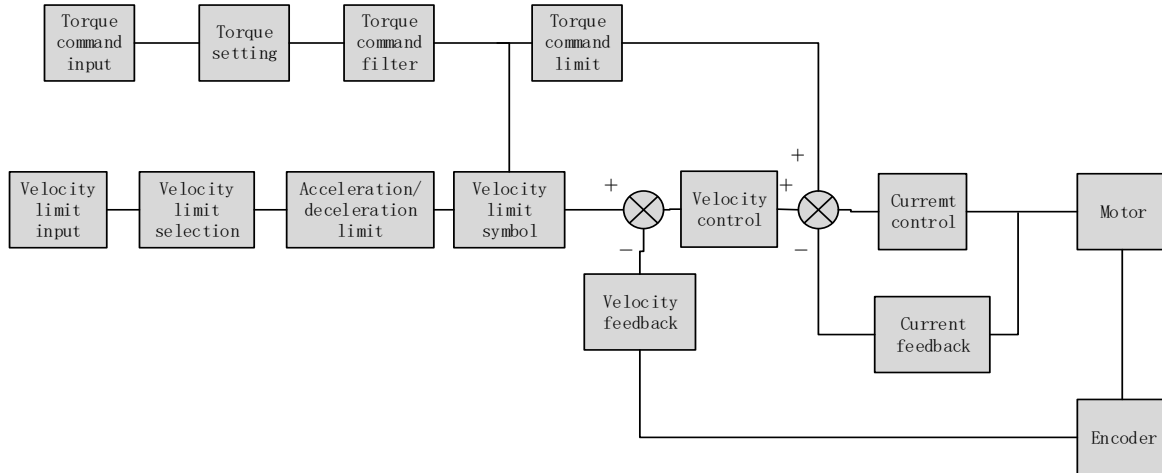 Torque
command
input
Torque
setting
Torque
command
filter
Torque
command
limit
Velocity
limit
input
Velocity
limit
selection
Acceleration/
deceleration
limit
Velocity
limit
symbol
+
−
Velocity
control
+
+
−
Curremt
control
Motor
Velocity
feedback
Current
feedback
Encoder